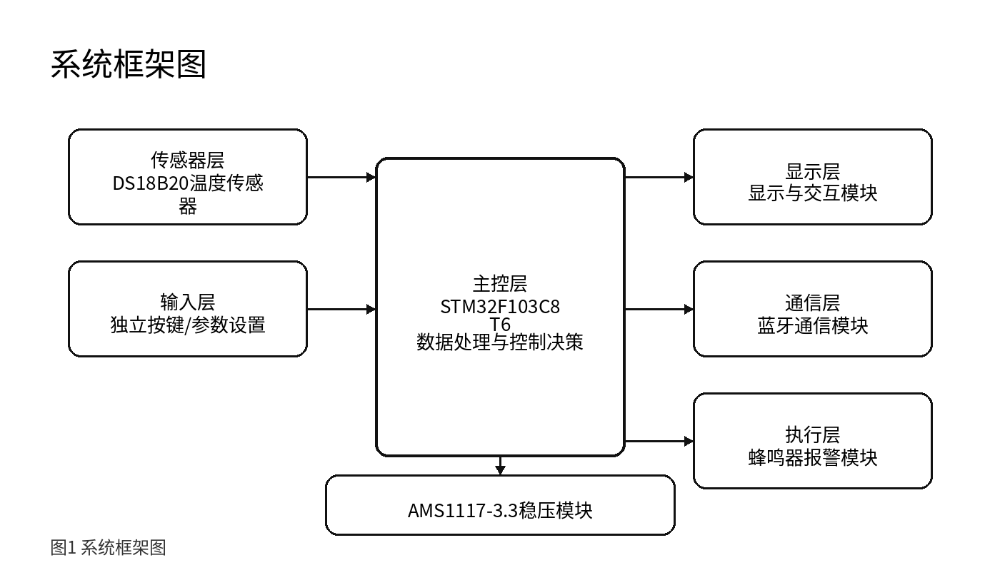 系统框架图
传感器层
DS18B20温度传感
器
输入层
独立按键/参数设置
主控层
STM32F103C8
T6
数据处理与控制决策
显示层
显示与交互模块
通信层
蓝牙通信模块
执行层
蜂鸣器报警模块
AMS1117-3.3稳压模块
图1 系统框架图